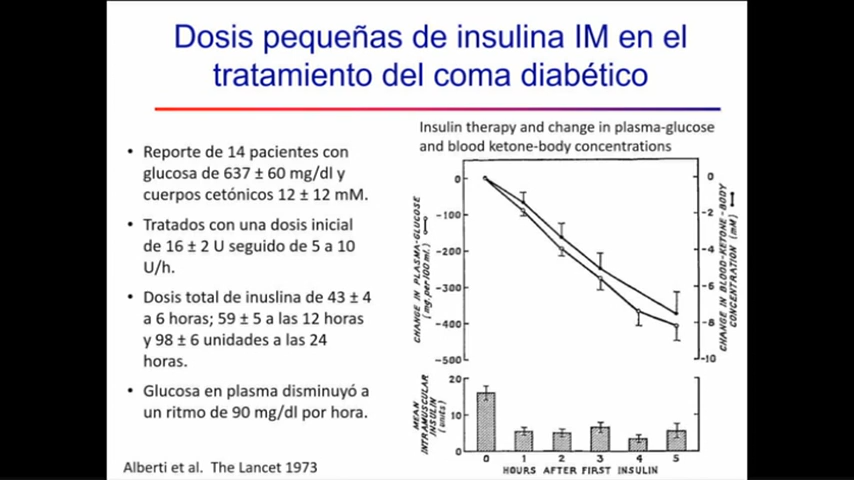 Dosis pequeñas de insulina IM en el
tratamiento del coma diabético
• Reporte de 14 pacientes con
glucosa de 637 ± 60 mg/dl y
cuerpos cetónicos 12 ± 12 mM.
• Tratados con una dosis inicial
de 16 ± 2 U seguido de 5 a 10
U/h.
• Dosis total de inuslina de 43 ± 4
a 6 horas; 59 ± 5 a las 12 horas
y 98 ± 6 unidades a las 24
horas.
• Glucosa en plasma disminuyó a
un ritmo de 90 mg/dl por hora.
Alberti et al. The Lancet 1973
Insulin therapy and change in plasma-glucose
and blood ketone-body concentrations
CHANGE IN PLASMA-GLUCOSE
(mg. per 100 ml.)
0
-100
-200
-300
-400
-500
0
-2
-4
-6
-8
-10
CHANGE IN BLOOD-KETONE-BODY
CONCENTRATION (mM)
MEAN
INTRAMUSCULAR
INSULIN
(units)
20
10
0
0 1 2 3 4 5
HOURS AFTER FIRST INSULIN